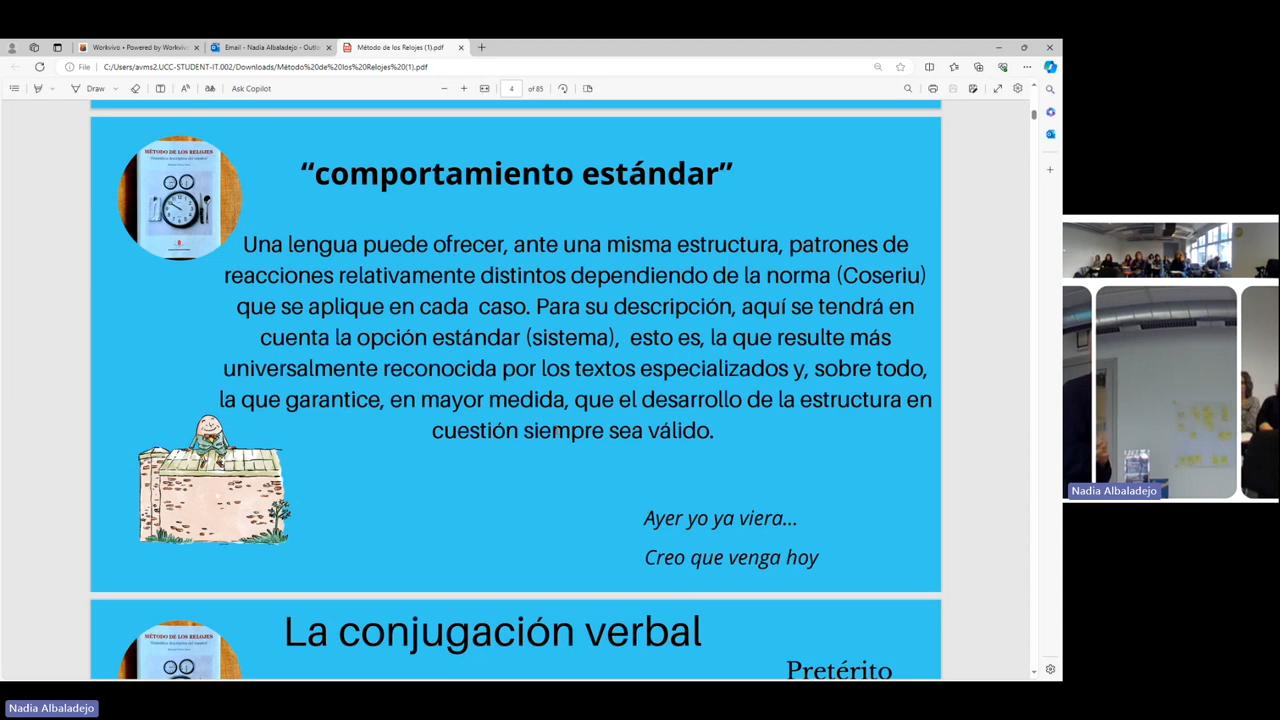 Workvivo • Powered by Workvivo
Email - Nadia Albaladejo - Outlo
Método de los Relojes (1).pdf
File
C:/Users/avms2.UCC-STUDENT-IT.002/Downloads/Método%20de%20los%20Relojes%20(1).pdf
Draw
Ask Copilot
4 of 85
MÉTODO DE LOS RELOJES
“comportamiento estándar”
Una lengua puede ofrecer, ante una misma estructura, patrones de
reacciones relativamente distintos dependiendo de la norma (Coseriu)
que se aplique en cada caso. Para su descripción, aquí se tendrá en
cuenta la opción estándar (sistema), esto es, la que resulte más
universalmente reconocida por los textos especializados y, sobre todo,
la que garantice, en mayor medida, que el desarrollo de la estructura en
cuestión siempre sea válido.
Ayer yo ya viera...
Creo que venga hoy
MÉTODO DE LOS RELOJES
La conjugación verbal
Pretérito
Nadia Albaladejo
Nadia Albaladejo